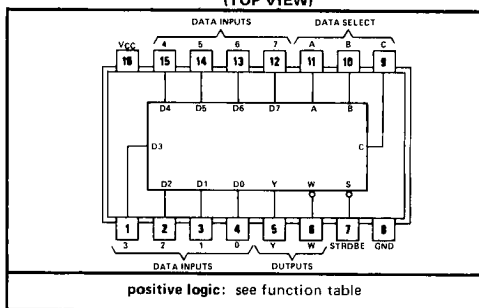 (TOP VIEW)
DATA INPUTS DATA SELECT
VCC 4 5 6 7 A B C
16 15 14 13 12 11 10 9
D4 D5 D6 D7 A B
D3 C
D2 D1 D0 Y W S
1 2 3 4 5 6 7 8
3 2 1 0 Y W STROBE GND
DATA INPUTS OUTPUTS
positive logic: see function table